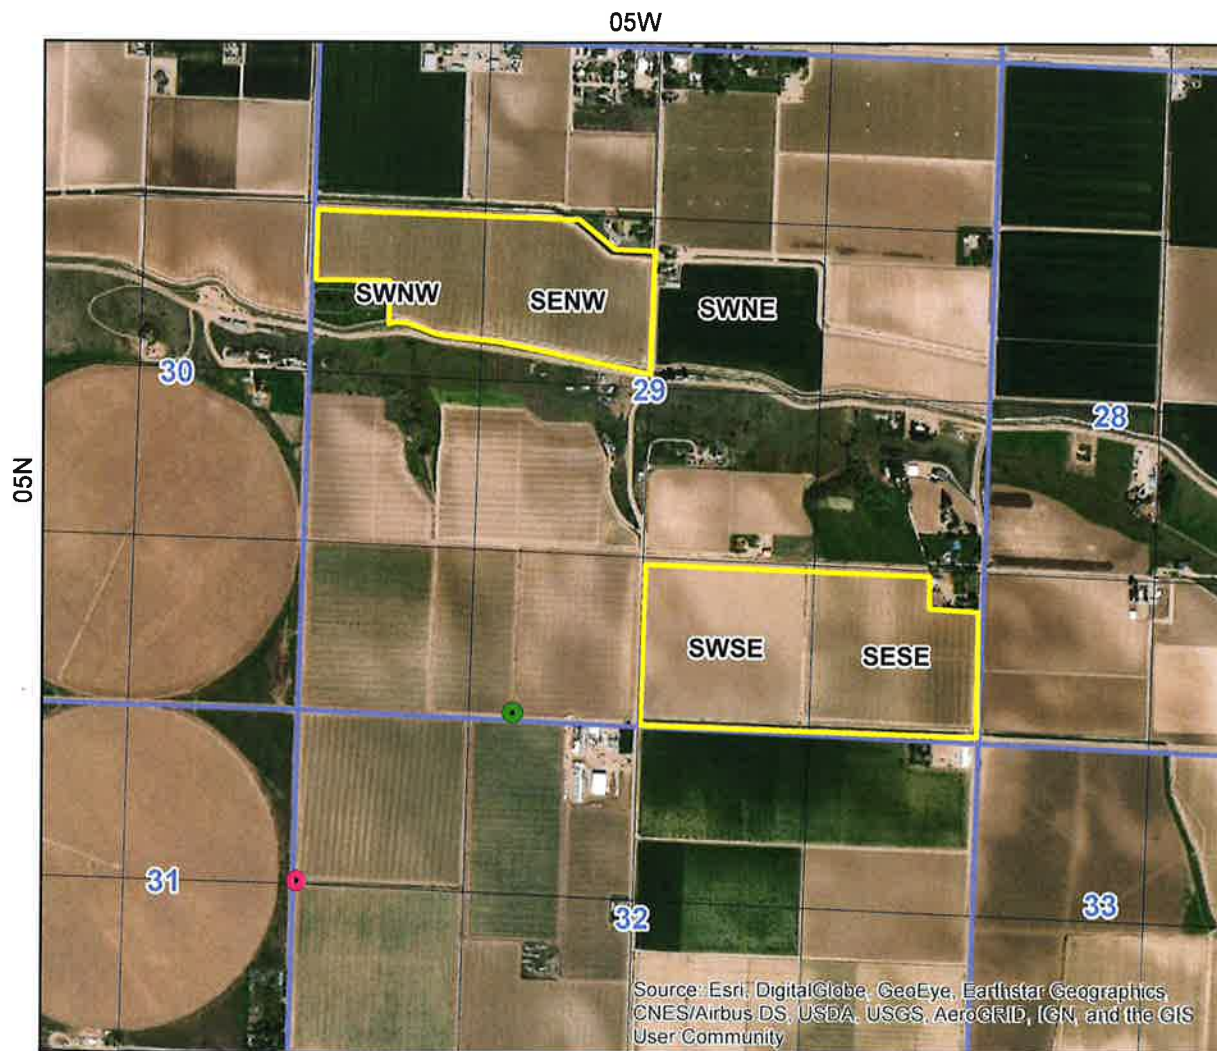 05W
SWNW
SENW
SWNE
30
29
28
05N
SWSE
SESE
31
32
33
Source: Esri, DigitalGlobe, GeoEye, Earthstar Geographics,
CNES/Airbus DS, USDA, USGS, AeroGRID, IGN, and the GIS
User Community